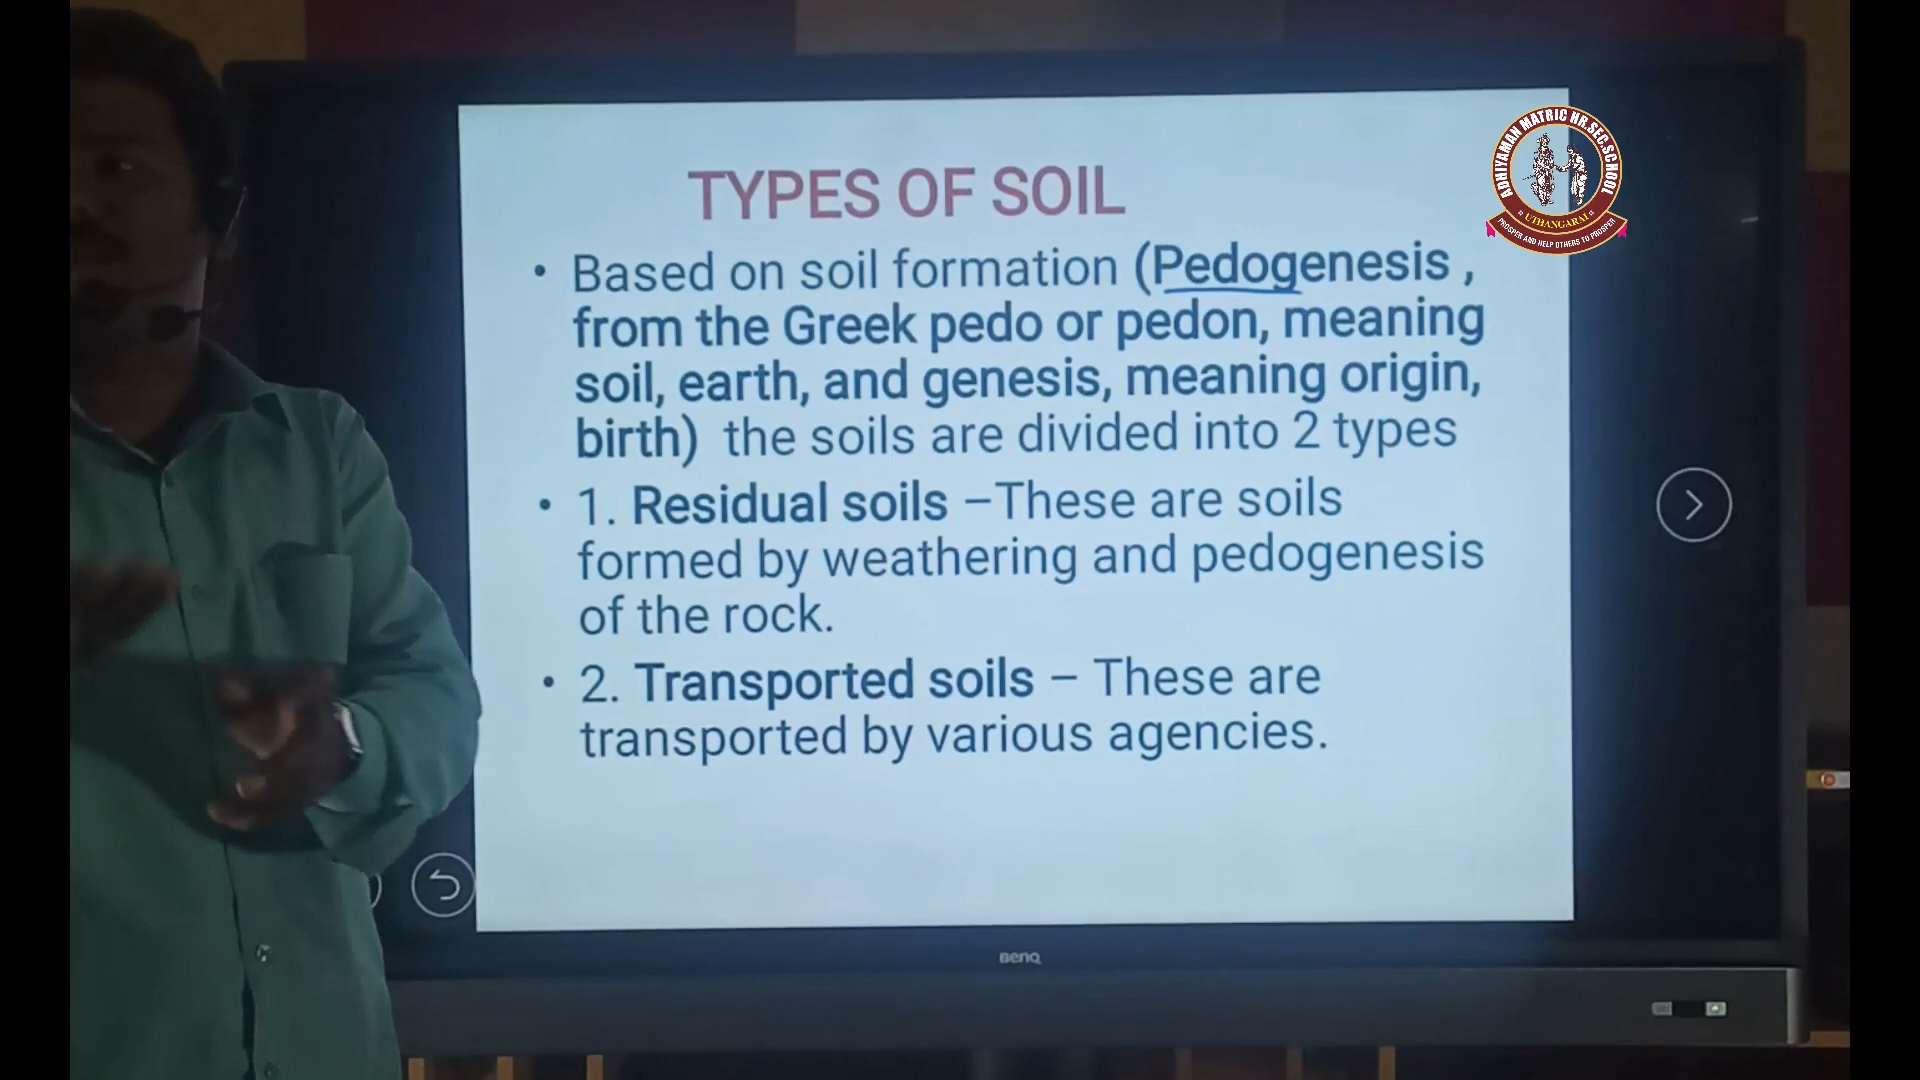 TYPES OF SOIL
• Based on soil formation (Pedogenesis ,
from the Greek pedo or pedon, meaning
soil, earth, and genesis, meaning origin,
birth) the soils are divided into 2 types
• 1. Residual soils –These are soils
formed by weathering and pedogenesis
of the rock.
• 2. Transported soils – These are
transported by various agencies.
ADHIYAMAN MATRIC HR.SEC.SCHOOL
UTHANGARAI
PROSPER AND HELP OTHERS TO PROSPER
BenQ